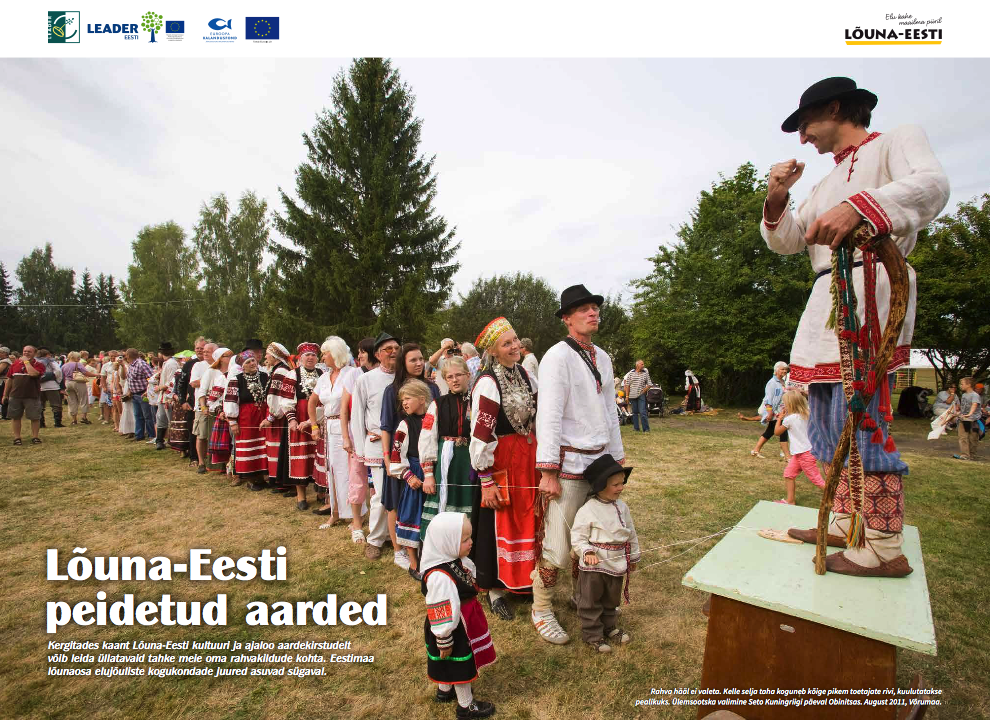 LEADER
EESTI
EUROOPA
KALANDUSFOND
Elu kahe
maailma piiril
LÕUNA-EESTI
Lõuna-Eesti
peidetud aarded
Kergitades kaant Lõuna-Eesti kultuuri ja ajaloo aardekirstudelt
võib leida üllatavaid tahke meie oma rahvakildude kohta. Eestimaa
lõunaosa elujõuliste kogukondade juured asuvad sügaval.
Rahva hääl ei valeta. Kelle selja taha koguneb kõige pikem toetajate rivi, kuulutatakse
pealikuks. Ülemsootska valimine Seto Kuningriigi päeval Obinitsas. August 2011, Võrumaa.